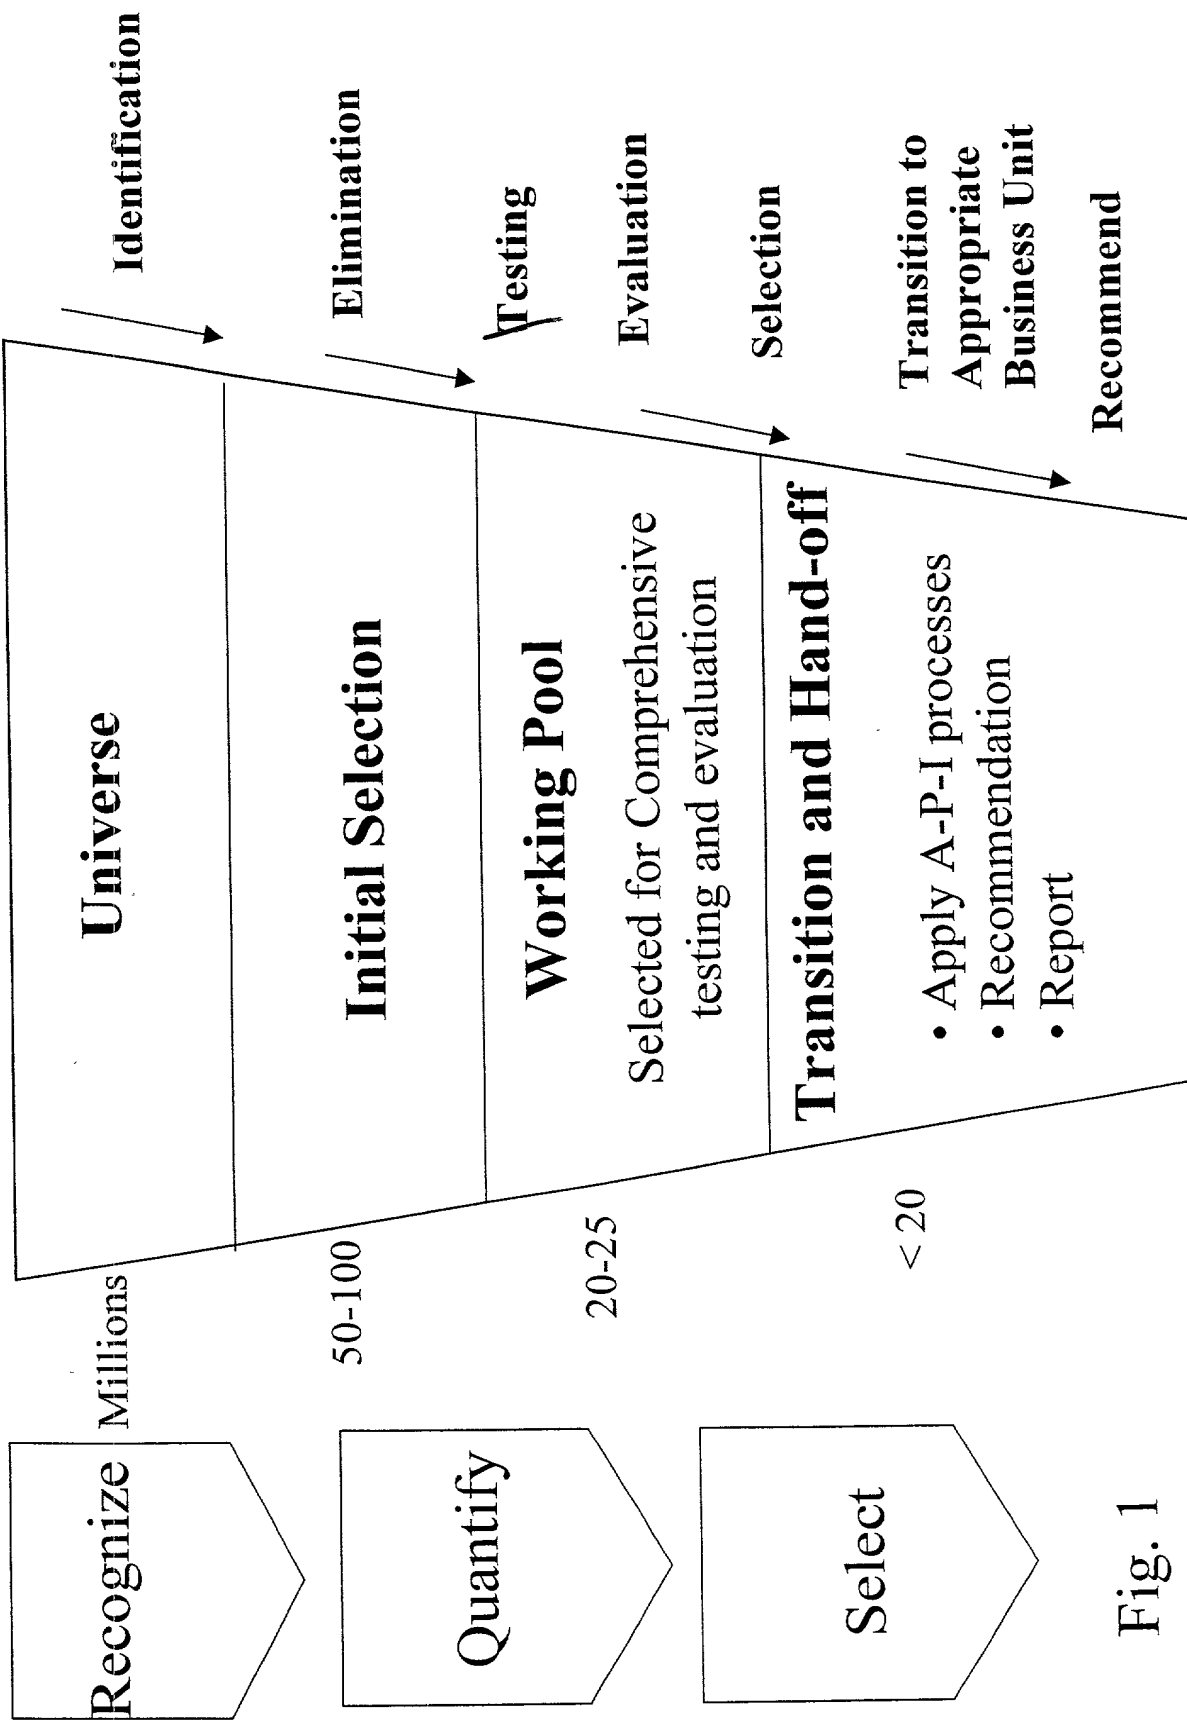 Recognize
Millions
Universe
Identification
Quantify
50-100
Initial Selection
Elimination
20-25
Working Pool
Selected for Comprehensive
testing and evaluation
Testing
Evaluation
Select
< 20
Transition and Hand-off
• Apply A-P-I processes
• Recommendation
• Report
Selection
Transition to
Appropriate
Business Unit
Recommend
Fig. 1